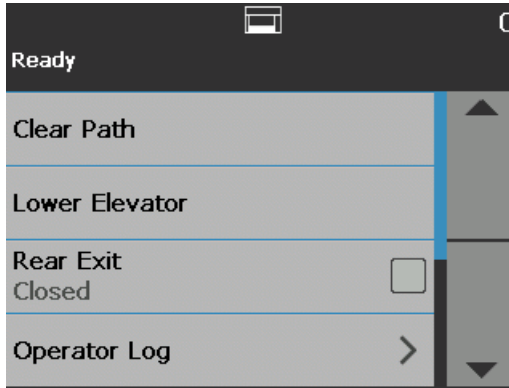 Ready
Clear Path
Lower Elevator
Rear Exit
Closed
Operator Log